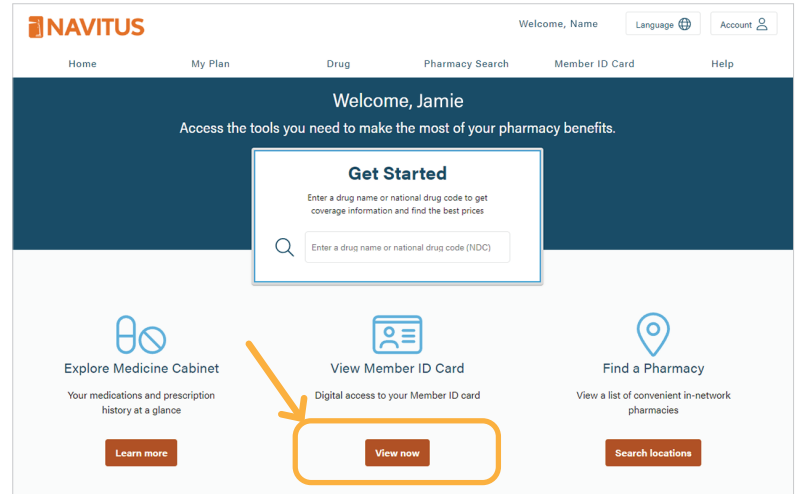 NAVITUS
Welcome, Name
Language
Account
Home
My Plan
Drug
Pharmacy Search
Member ID Card
Help
Welcome, Jamie
Access the tools you need to make the most of your pharmacy benefits.
Get Started
Enter a drug name or national drug code to get
coverage information and find the best prices
Enter a drug name or national drug code (NDC)
Explore Medicine Cabinet
Your medications and prescription
history at a glance
Learn more
View Member ID Card
Digital access to your Member ID card
View now
Find a Pharmacy
View a list of convenient in-network
pharmacies
Search locations